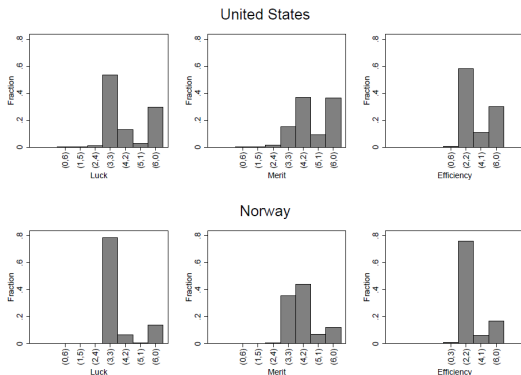 United States
Fraction
0 .2 .4 .6 .8
(0,6) (1,5) (2,4) (3,3) (4,2) (5,1) (6,0)
Luck
Fraction
0 .2 .4 .6 .8
(0,6) (1,5) (2,4) (3,3) (4,2) (5,1) (6,0)
Merit
Fraction
0 .2 .4 .6 .8
(0,6) (2,2) (4,1) (6,0)
Efficiency
Norway
Fraction
0 .2 .4 .6 .8
(0,6) (1,5) (2,4) (3,3) (4,2) (5,1) (6,0)
Luck
Fraction
0 .2 .4 .6 .8
(0,6) (1,5) (2,4) (3,3) (4,2) (5,1) (6,0)
Merit
Fraction
0 .2 .4 .6 .8
(0,3) (2,2) (4,1) (6,0)
Efficiency